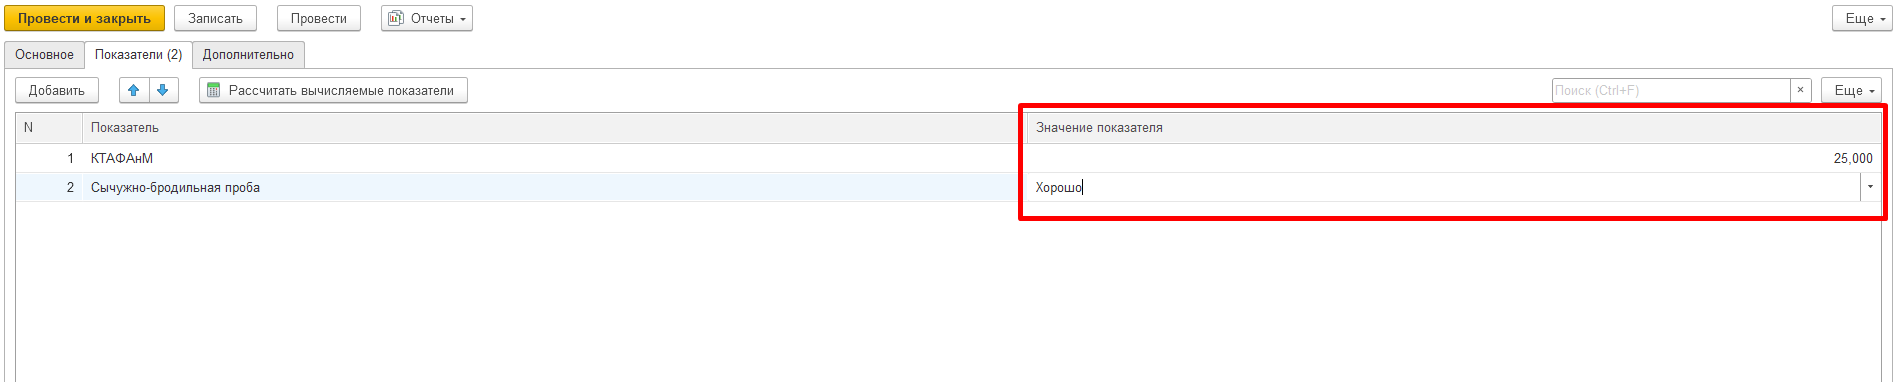 Провести и закрыть Записать Провести Отчеты Еще
Основное Показатели (2) Дополнительно
Добавить Рассчитать вычисляемые показатели Поиск (Ctrl+F) × Еще
N Показатель Значение показателя
1 КТАФАнМ 25,000
2 Сычужно-бродильная проба Хорошо